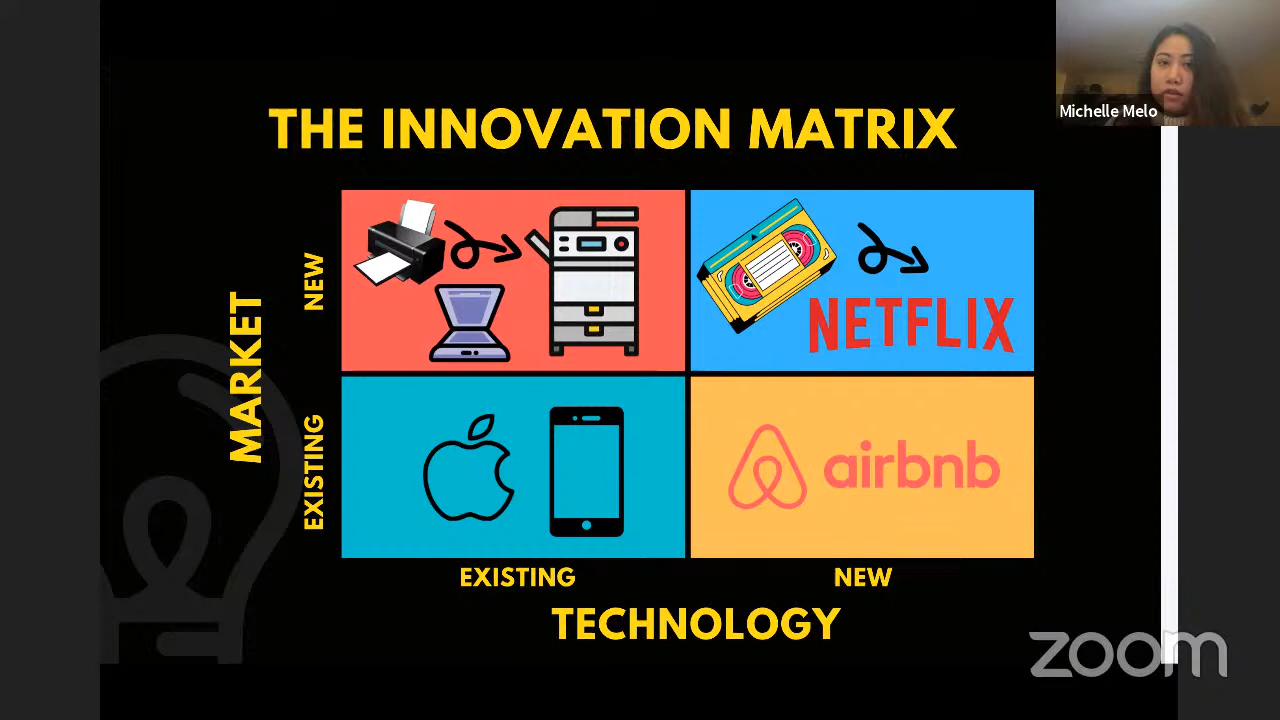 Michelle Melo
THE INNOVATION MATRIX
MARKET
NEW
EXISTING
NETFLIX
airbnb
EXISTING
NEW
TECHNOLOGY
zoom